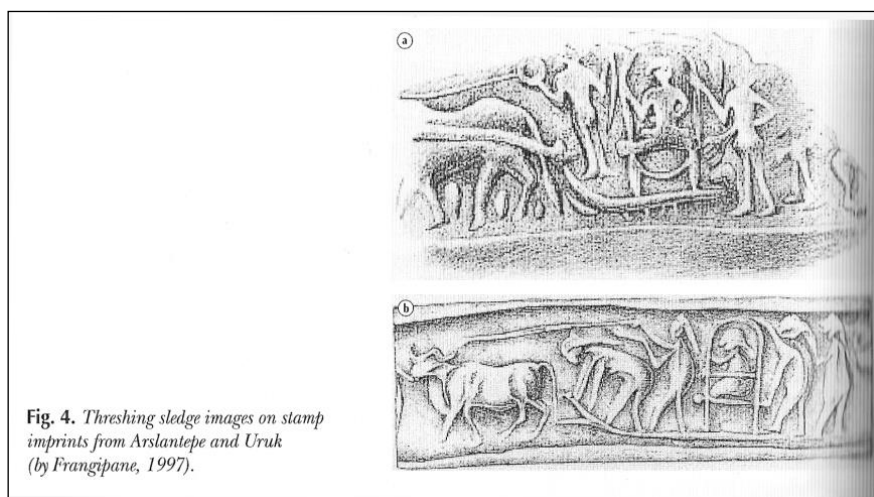 a
b
Fig. 4. Threshing sledge images on stamp
imprints from Arslantepe and Uruk
(by Frangipane, 1997).